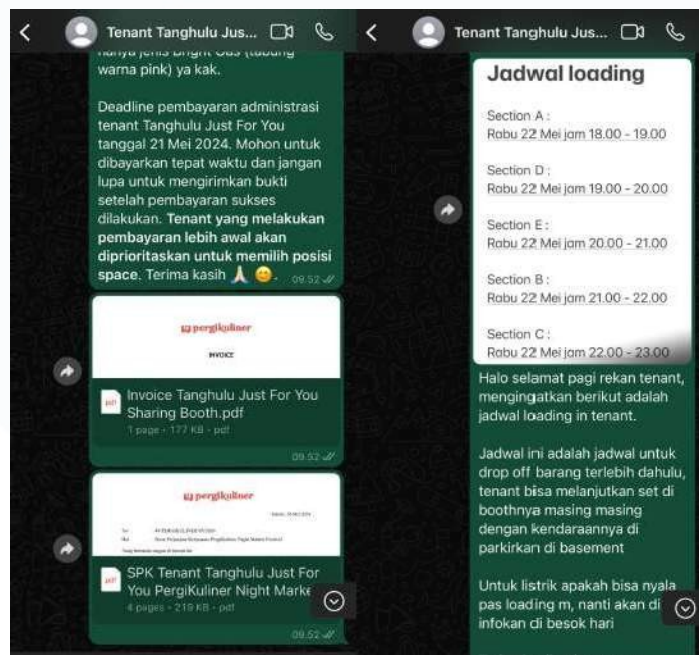 Tenant Tanghulu Jus...
hanya jenis Bright Gas (tabung
warna pink) ya kak.
Deadline pembayaran administrasi
tenant Tanghulu Just For You
tanggal 21 Mei 2024. Mohon untuk
dibayarkan tepat waktu dan jangan
lupa untuk mengirimkan bukti
setelah pembayaran sukses
dilakukan. Tenant yang melakukan
pembayaran lebih awal akan
diprioritaskan untuk memilih posisi
space. Terima kasih 🙏🏻 😊.
09.52
pergikuliner
INVOICE
Invoice Tanghulu Just For You
Sharing Booth.pdf
1 page • 177 KB • pdf
09.52
pergikuliner
SPK Tenant Tanghulu Just For
You PergiKuliner Night Marke
4 pages • 219 KB • pdf
09.52
Tenant Tanghulu Jus...
Jadwal loading
Section A :
Rabu 22 Mei jam 18.00 - 19.00
Section D :
Rabu 22 Mei jam 19.00 - 20.00
Section E :
Rabu 22 Mei jam 20.00 - 21.00
Section B :
Rabu 22 Mei jam 21.00 - 22.00
Section C :
Rabu 22 Mei jam 22.00 - 23.00
Halo selamat pagi rekan tenant,
mengingatkan berikut adalah
jadwal loading in tenant.
Jadwal ini adalah jadwal untuk
drop off barang terlebih dahulu,
tenant bisa melanjutkan set di
boothnya masing masing
dengan kendaraannya di
parkirkan di basement
Untuk listrik apakah bisa nyala
pas loading m, nanti akan di
infokan di besok hari